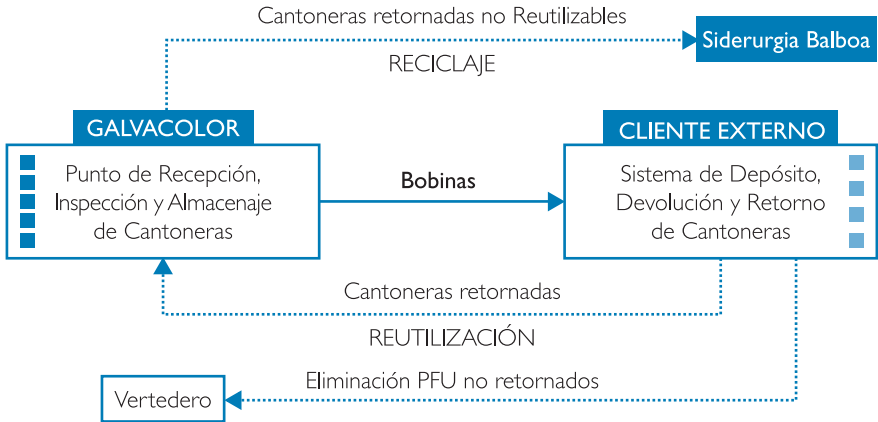 Cantoneras retornadas no Reutilizables
Siderurgia Balboa
RECICLAJE
GALVACOLOR
Punto de Recepción,
Inspección y Almacenaje
de Cantoneras
Bobinas
CLIENTE EXTERNO
Sistema de Depósito,
Devolución y Retorno
de Cantoneras
Cantoneras retornadas
REUTILIZACIÓN
Eliminación PFU no retornados
Vertedero